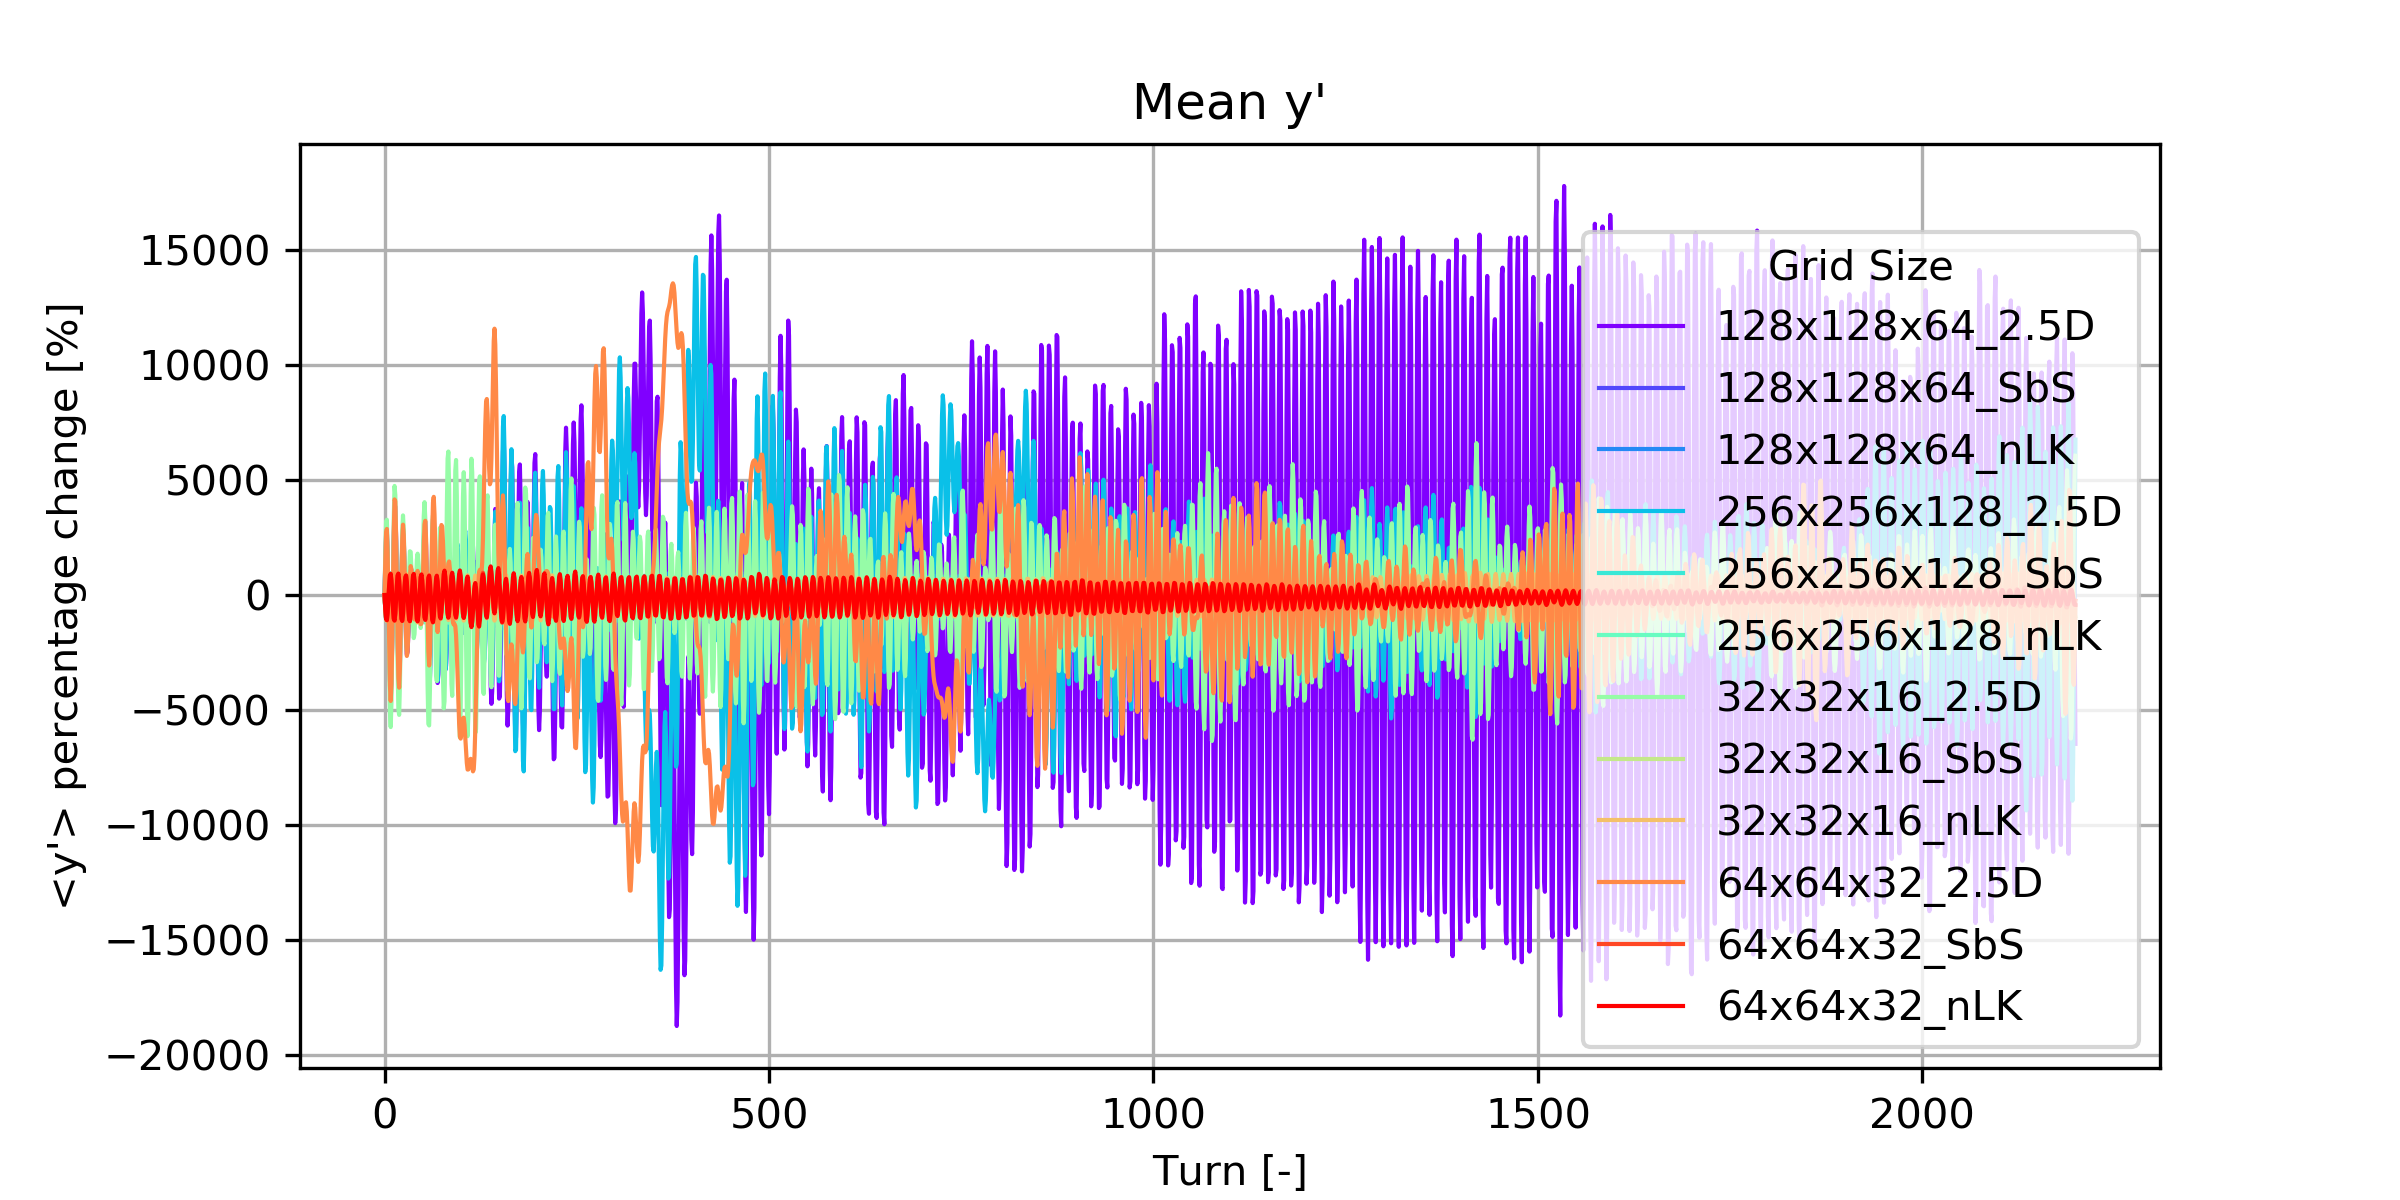 Mean y'
<y'> percentage change [%]
15000
10000
5000
0
−5000
−10000
−15000
−20000
0 500 1000 1500 2000
Turn [-]
Grid Size
128x128x64_2.5D
128x128x64_SbS
128x128x64_nLK
256x256x128_2.5D
256x256x128_SbS
256x256x128_nLK
32x32x16_2.5D
32x32x16_SbS
32x32x16_nLK
64x64x32_2.5D
64x64x32_SbS
64x64x32_nLK